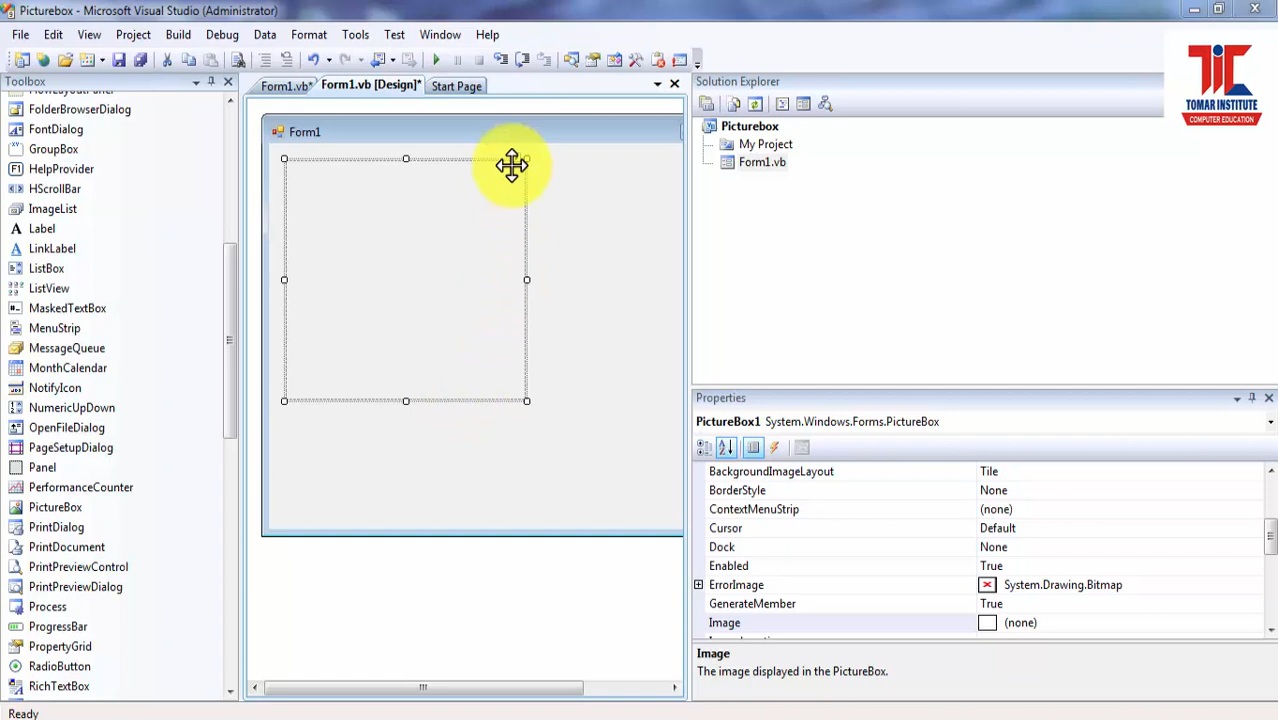 Picturebox - Microsoft Visual Studio (Administrator)
File Edit View Project Build Debug Data Format Tools Test Window Help
Toolbox
FolderBrowserDialog
FontDialog
GroupBox
HelpProvider
HScrollBar
ImageList
Label
LinkLabel
ListBox
ListView
MaskedTextBox
MenuStrip
MessageQueue
MonthCalendar
NotifyIcon
NumericUpDown
OpenFileDialog
PageSetupDialog
Panel
PerformanceCounter
PictureBox
PrintDialog
PrintDocument
PrintPreviewControl
PrintPreviewDialog
Process
ProgressBar
PropertyGrid
RadioButton
RichTextBox
Form1.vb* Form1.vb [Design]* Start Page
Form1
Solution Explorer
Picturebox
My Project
Form1.vb
TIC
TOMAR INSTITUTE
COMPUTER EDUCATION
Properties
PictureBox1 System.Windows.Forms.PictureBox
BackgroundImageLayout Tile
BorderStyle None
ContextMenuStrip (none)
Cursor Default
Dock None
Enabled True
ErrorImage System.Drawing.Bitmap
GenerateMember True
Image (none)
Image
The image displayed in the PictureBox.
Ready